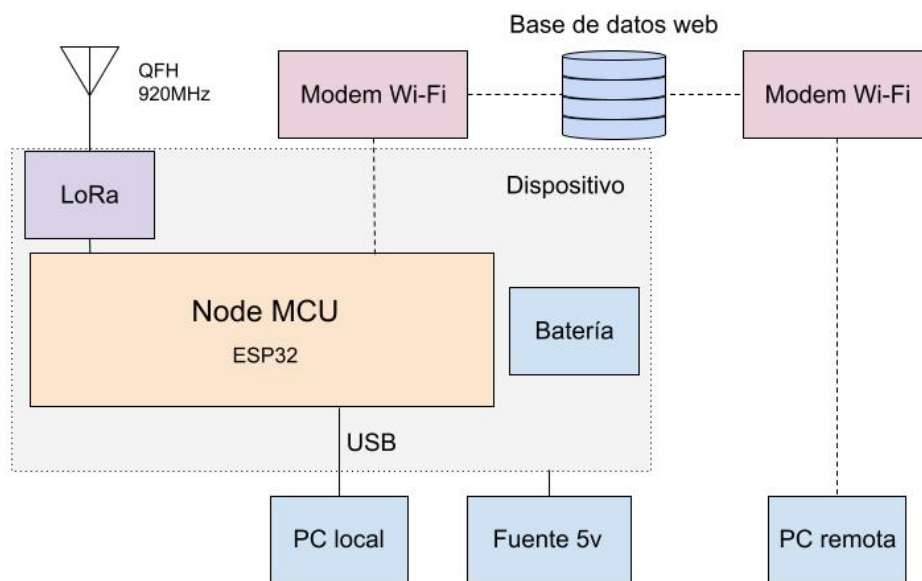 Base de datos web
QFH
920MHz
Modem Wi-Fi
Modem Wi-Fi
LoRa
Dispositivo
Node MCU
ESP32
Batería
USB
PC local
Fuente 5v
PC remota